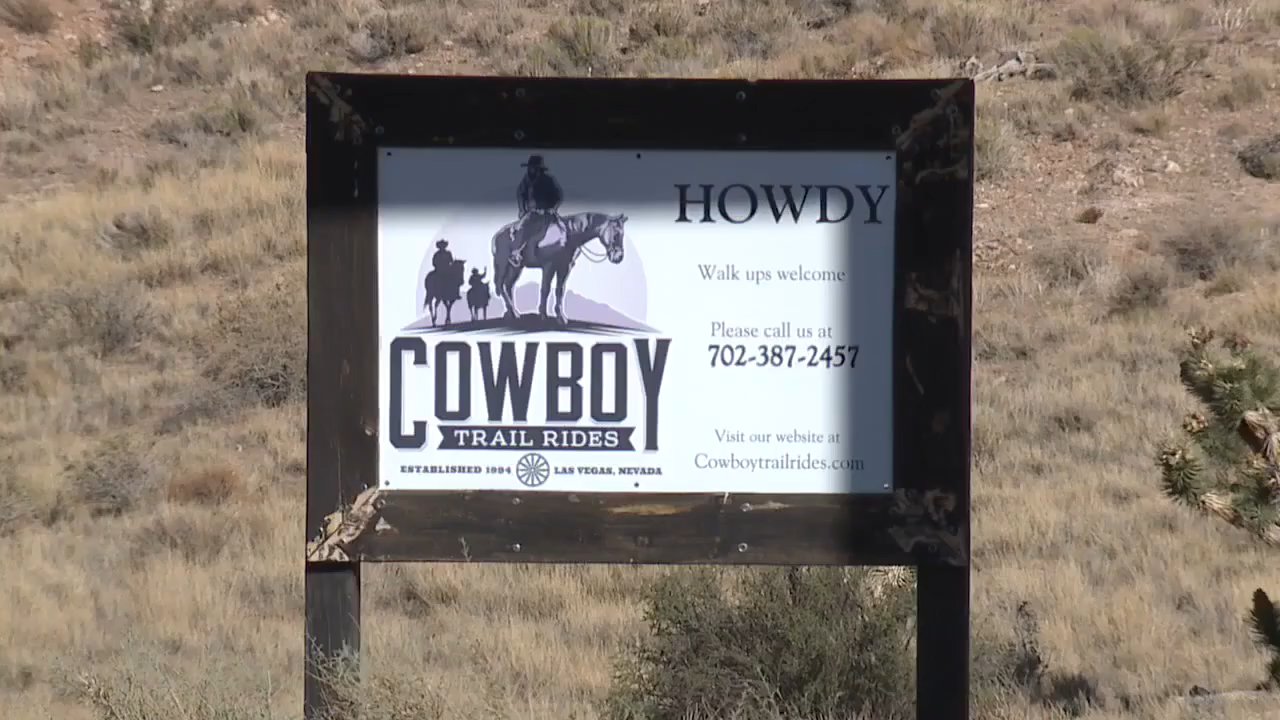 HOWDY
Walk ups welcome
Please call us at
702-387-2457
Visit our website at
Cowboytrailrides.com
COWBOY
TRAIL RIDES
ESTABLISHED 1994 LAS VEGAS, NEVADA